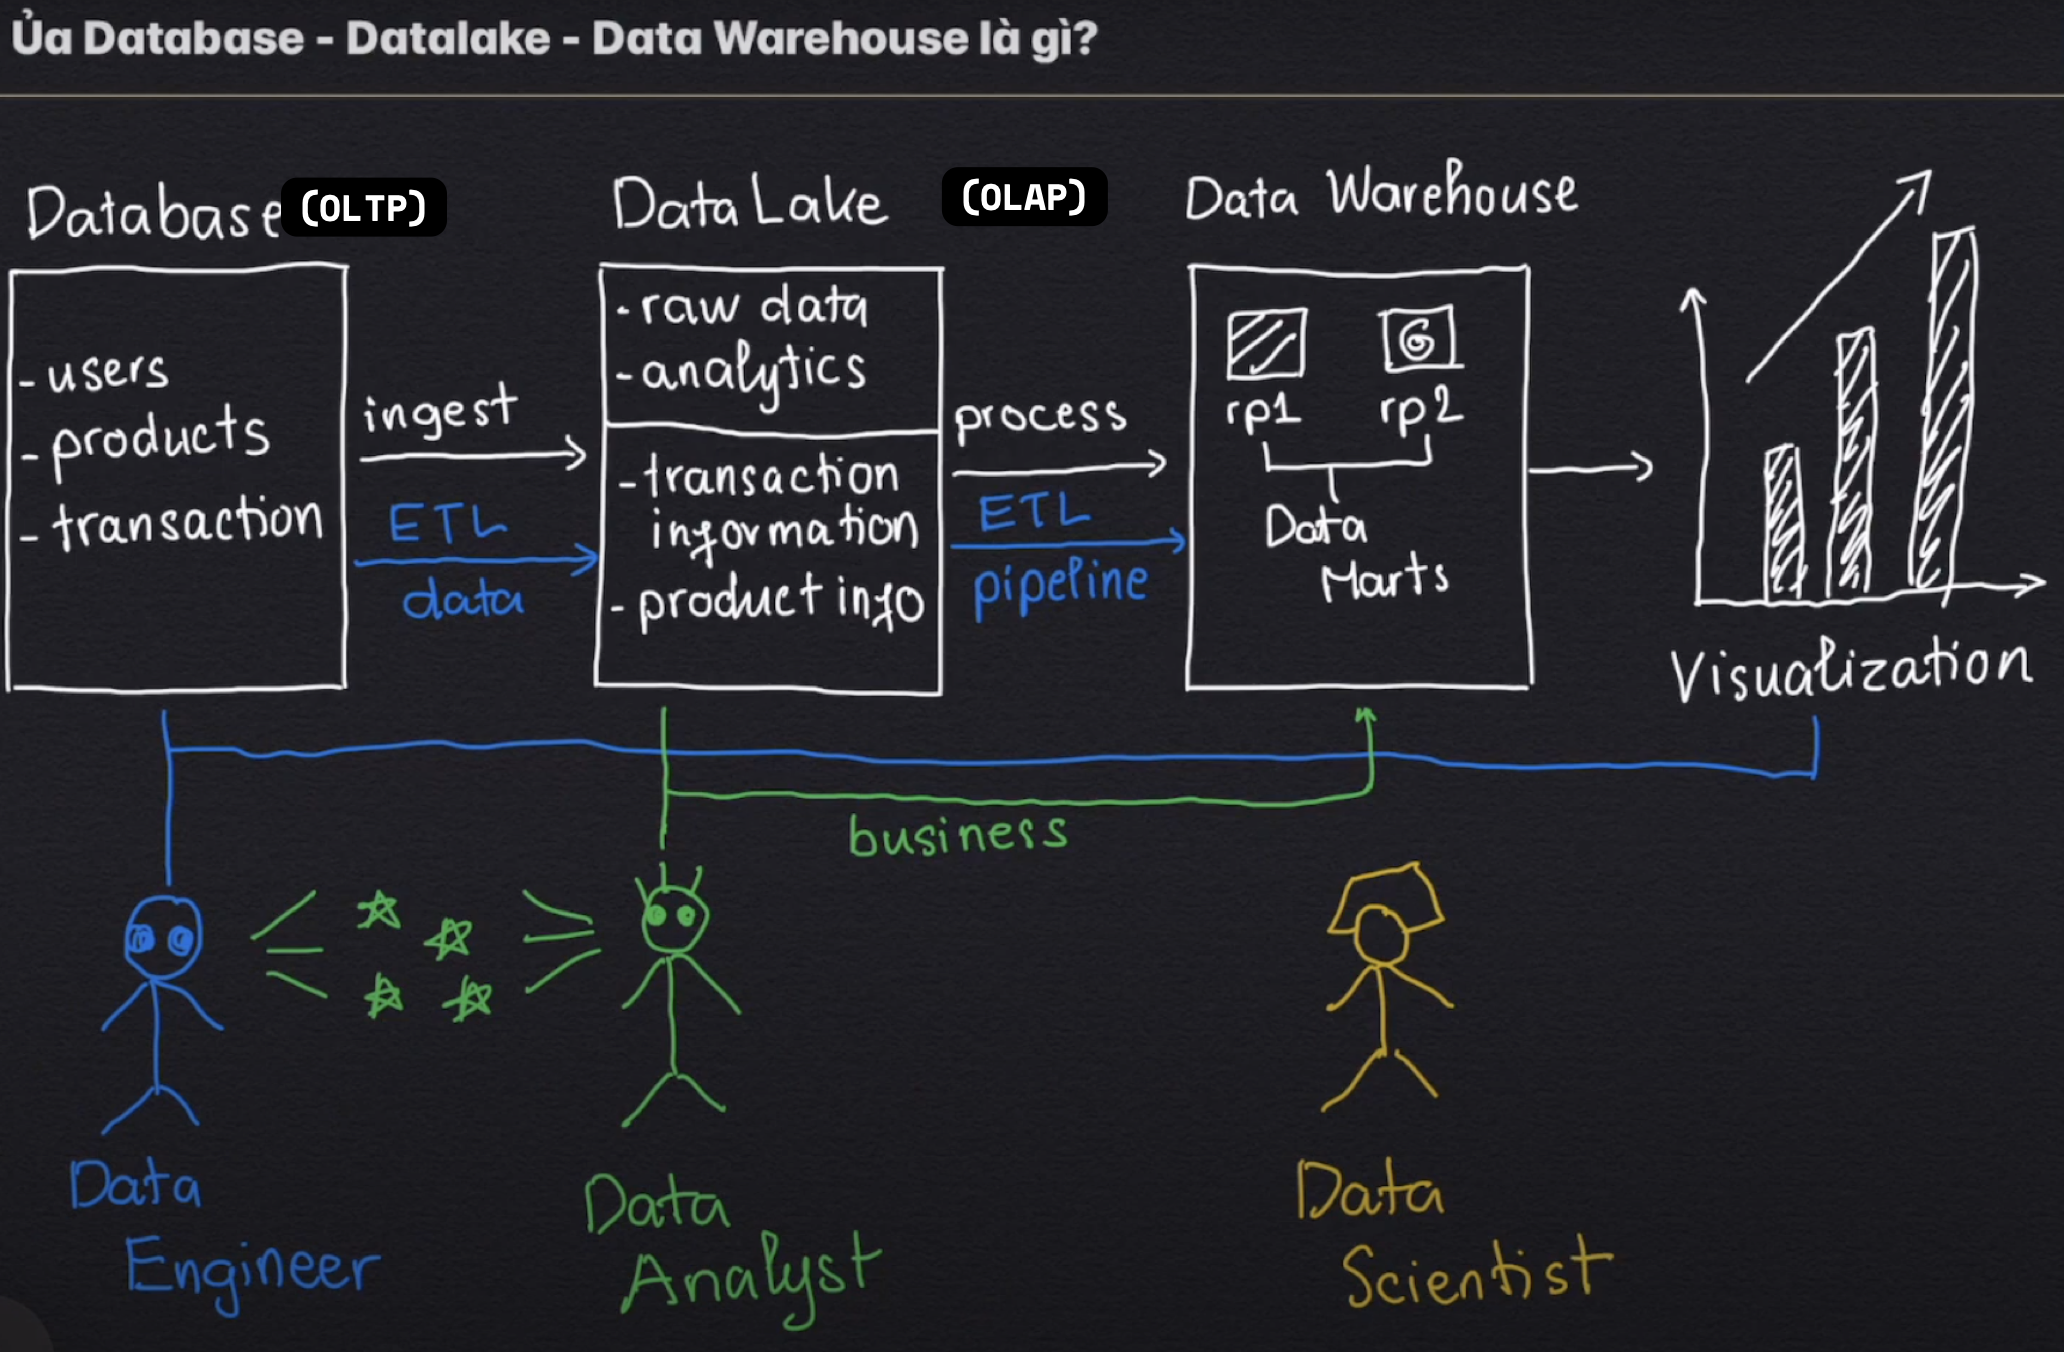 Ủa Database - Datalake - Data Warehouse là gì?
Database (OLTP)
- users
- products
- transaction
ingest
ETL
data
Data Lake
- raw data
- analytics
- transaction
information
- product info
(OLAP)
process
ETL
pipeline
Data Warehouse
rp1 rp2
Data
Marts
Visualization
business
Data
Engineer
Data
Analyst
Data
Scientist